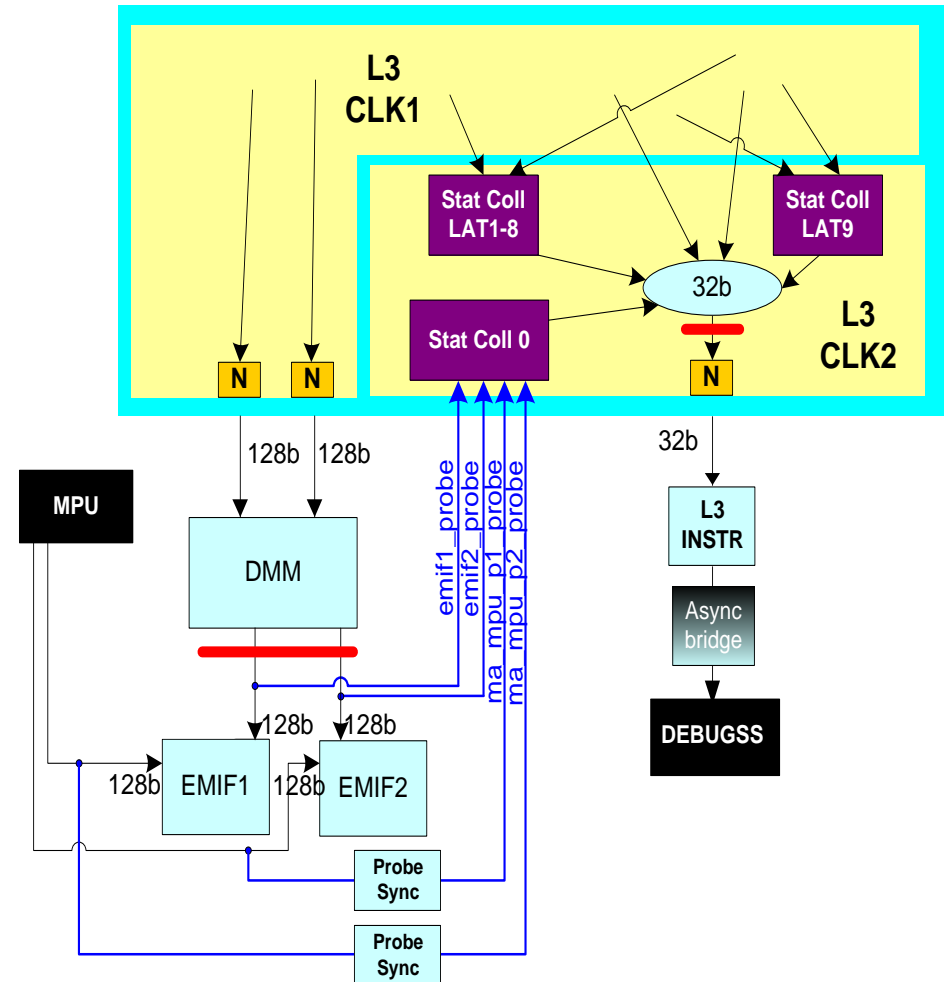 L3
CLK1
Stat Coll
LAT1-8
Stat Coll
LAT9
32b
Stat Coll 0
L3
CLK2
N
N
N
128b
128b
32b
emif1_probe
emif2_probe
ma_mpu_p1_probe
ma_mpu_p2_probe
MPU
L3
INSTR
DMM
Async
bridge
128b
128b
DEBUGSS
128b
EMIF1
128b
EMIF2
Probe
Sync
Probe
Sync